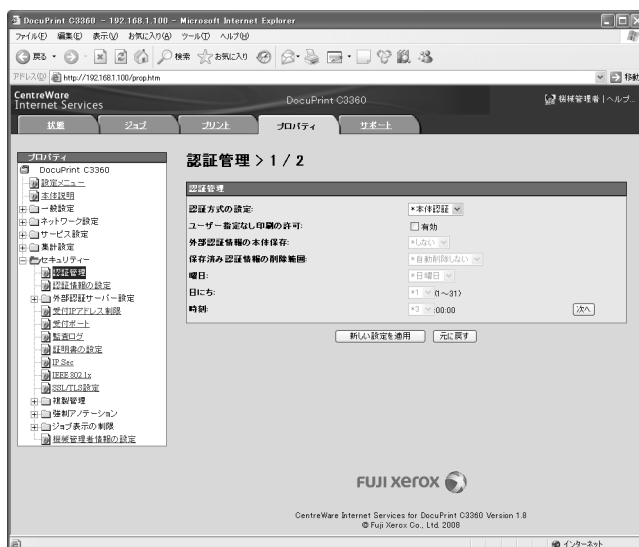 DocuPrint C3360 - 192.168.1.100 - Microsoft Internet Explorer
ファイル(F) 編集(E) 表示(V) お気に入り(A) ツール(T) ヘルプ(H)
戻る 検索 お気に入り
アドレス(D) http://192.168.1.100/prop.htm 移動
CentreWare
Internet Services
DocuPrint C3360
機械管理者 | ヘルプ...
状態 ジョブ プリント プロパティ サポート
プロパティ
DocuPrint C3360
設定メニュー
本体説明
一般設定
ネットワーク設定
サービス設定
集計設定
セキュリティー
認証管理
認証情報の設定
外部認証サーバー設定
受付IPアドレス制限
受付ポート
監査ログ
証明書の設定
IP Sec
IEEE 802.1x
SSL/TLS設定
複製管理
強制アノテーション
ジョブ表示の制限
機械管理者情報の設定
認証管理 > 1 / 2
認証管理
認証方式の設定: *本体認証
ユーザー指定なし印刷の許可: 有効
外部認証情報の本体保存: *しない
保存済み認証情報の削除範囲: *自動削除しない
曜日: *日曜日
日にち: *1 (1～31)
時刻: *3 :00:00
次へ
新しい設定を適用 元に戻す
FUJI XEROX
CentreWare Internet Services for DocuPrint C3360 Version 1.8
© Fuji Xerox Co., Ltd. 2008
インターネット